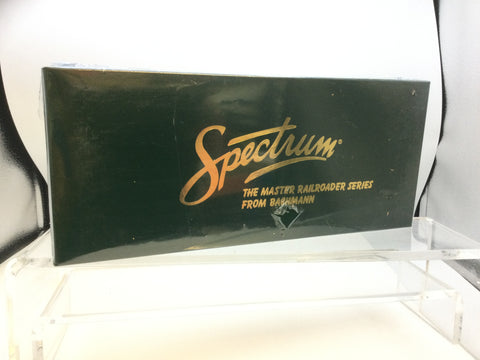 Spectrum®
THE MASTER RAILROADER SERIES
FROM BACHMANN